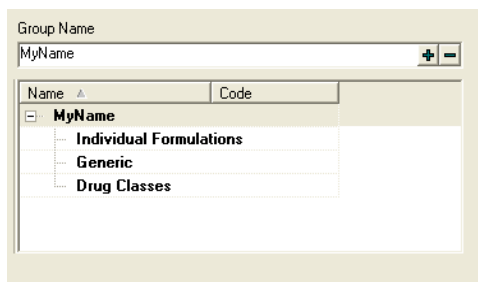 Group Name
MyName
Name Code
MyName
Individual Formulations
Generic
Drug Classes